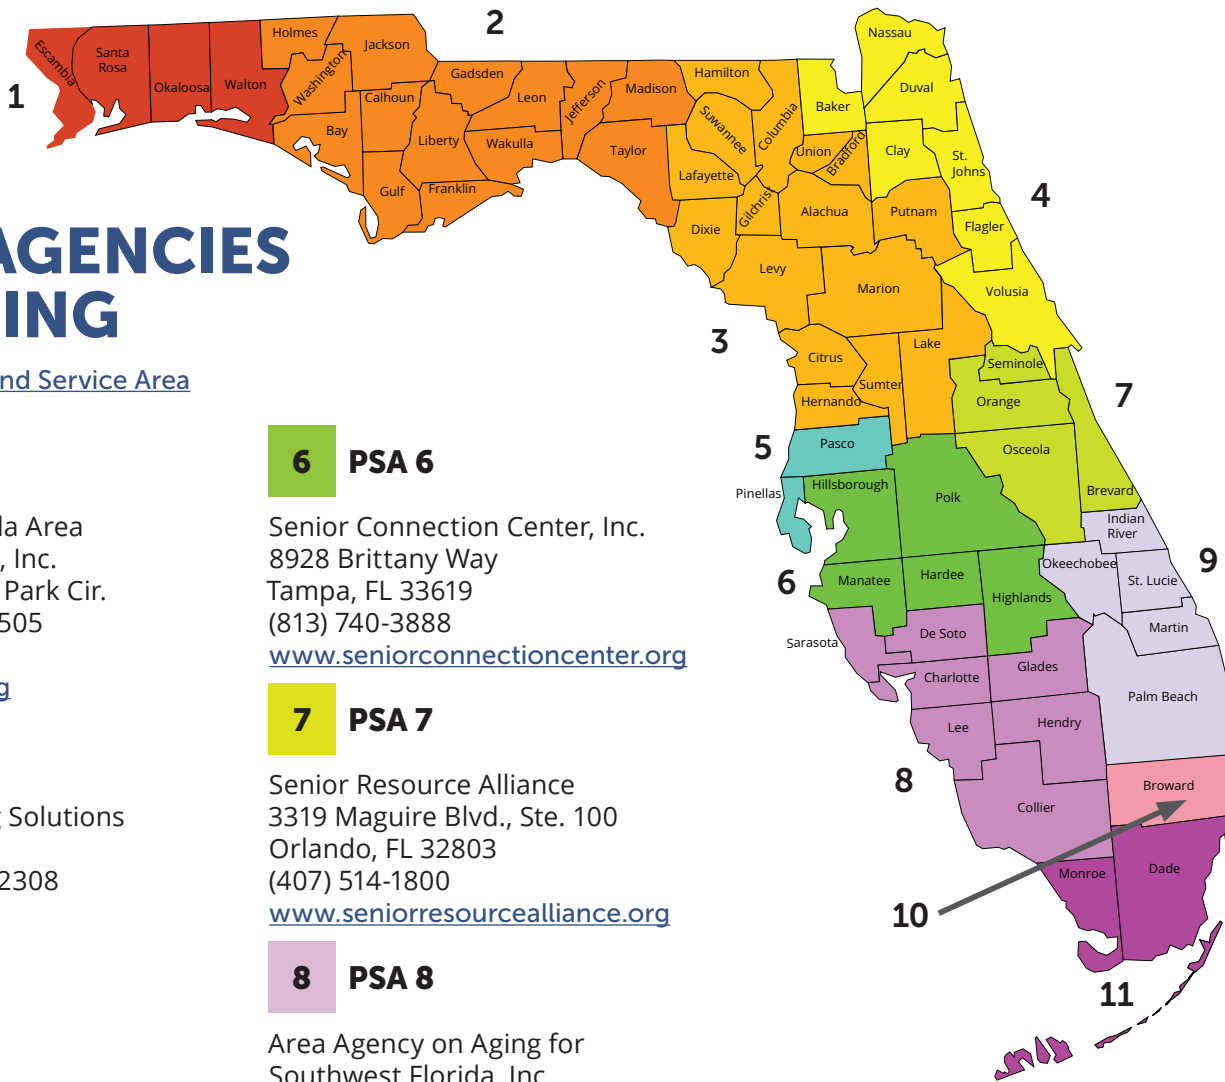 2
1
Escambia
Santa
Rosa
Okaloosa
Walton
Holmes
Washington
Jackson
Bay
Calhoun
Gulf
Liberty
Gadsden
Franklin
Leon
Wakulla
Jefferson
Madison
Taylor
Hamilton
Suwannee
Lafayette
Dixie
Columbia
Gilchrist
Baker
Union
Bradford
Alachua
Levy
Marion
Putnam
Nassau
Duval
Clay
St.
Johns
Flagler
Volusia
4
3
Citrus
Sumter
Lake
Hernando
Seminole
Orange
Osceola
Brevard
7
5
Pasco
Pinellas
Hillsborough
Polk
6
Manatee
Hardee
Highlands
Indian
River
Okeechobee
St. Lucie
Martin
Palm Beach
9
Sarasota
De Soto
Charlotte
Glades
Lee
Hendry
Collier
8
Broward
10
Monroe
Dade
11
AGENCIES
ING
nd Service Area
da Area
, Inc.
Park Cir.
505
g
Solutions
2308
6 PSA 6
Senior Connection Center, Inc.
8928 Brittany Way
Tampa, FL 33619
(813) 740-3888
www.seniorconnectioncenter.org
7 PSA 7
Senior Resource Alliance
3319 Maguire Blvd., Ste. 100
Orlando, FL 32803
(407) 514-1800
www.seniorresourcealliance.org
8 PSA 8
Area Agency on Aging for
Southwest Florida, Inc.